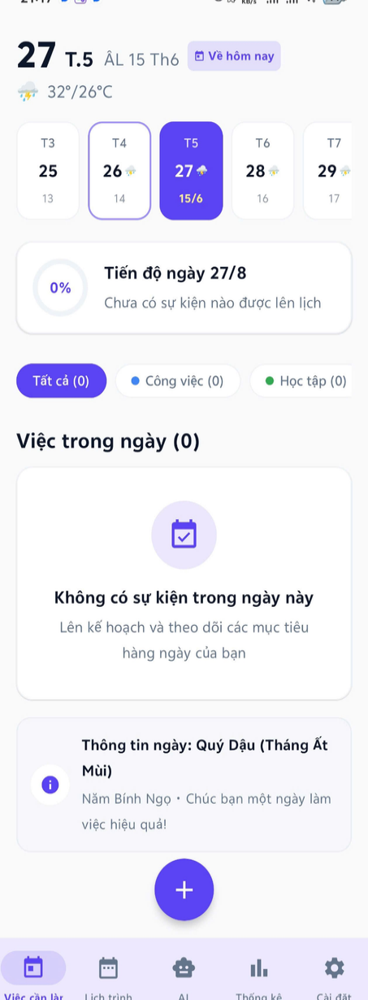 27 T.5 ÂL 15 Th6 Về hôm nay
32°/26°C
T3 T4 T5 T6 T7
25 26 27 28 29
13 14 15/6 16 17
0%
Tiến độ ngày 27/8
Chưa có sự kiện nào được lên lịch
Tất cả (0) Công việc (0) Học tập (0)
Việc trong ngày (0)
Không có sự kiện trong ngày này
Lên kế hoạch và theo dõi các mục tiêu
hàng ngày của bạn
Thông tin ngày: Quý Dậu (Tháng Ất
Mùi)
Năm Bính Ngọ • Chúc bạn một ngày làm
việc hiệu quả!
Việc cần làm Lịch trình AI Thống kê Cài đặt